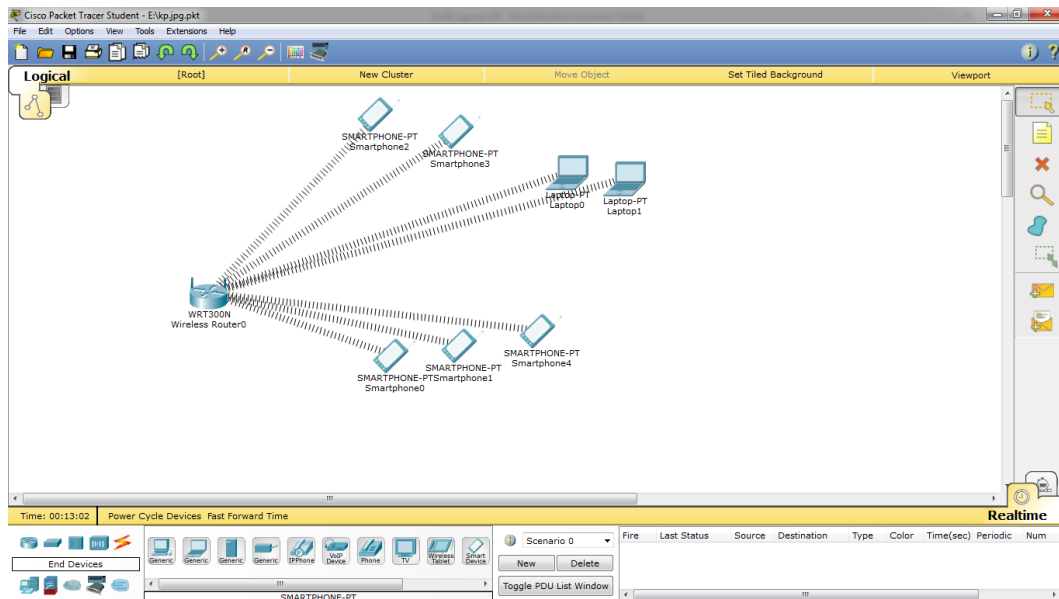 Cisco Packet Tracer Student - E:\kp.jpg.pkt
File Edit Options View Tools Extensions Help
Logical [Root] New Cluster Move Object Set Tiled Background Viewport
SMARTPHONE-PT
Smartphone2
SMARTPHONE-PT
Smartphone3
Laptop-PT
Laptop0
Laptop-PT
Laptop1
WRT300N
Wireless Router0
SMARTPHONE-PT
Smartphone4
SMARTPHONE-PT
Smartphone1
SMARTPHONE-PT
Smartphone0
Time: 00:13:02 Power Cycle Devices Fast Forward Time Realtime
End Devices
Generic Generic Generic Generic IPPhone VoIP Device Phone TV Wireless Tablet Smart Device
SMARTPHONE-PT
Scenario 0
New Delete
Toggle PDU List Window
Fire Last Status Source Destination Type Color Time(sec) Periodic Num